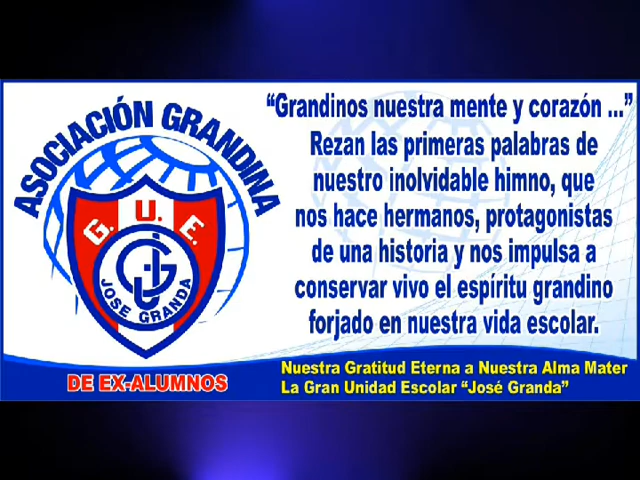 ASOCIACIÓN GRANDINA
G. U. E.
JG
JOSE GRANDA
DE EX-ALUMNOS
“Grandinos nuestra mente y corazón ...”
Rezan las primeras palabras de
nuestro inolvidable himno, que
nos hace hermanos, protagonistas
de una historia y nos impulsa a
conservar vivo el espíritu grandino
forjado en nuestra vida escolar.
Nuestra Gratitud Eterna a Nuestra Alma Mater
La Gran Unidad Escolar “José Granda”